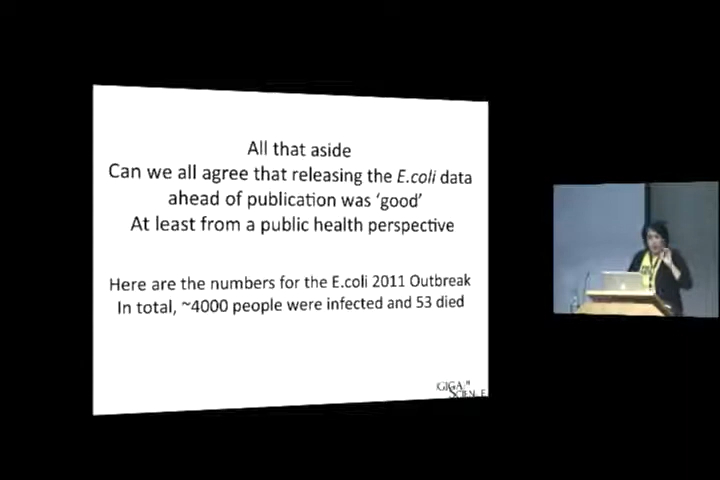 All that aside
Can we all agree that releasing the E.coli data
ahead of publication was ‘good’
At least from a public health perspective
Here are the numbers for the E.coli 2011 Outbreak
In total, ~4000 people were infected and 53 died
GIGA